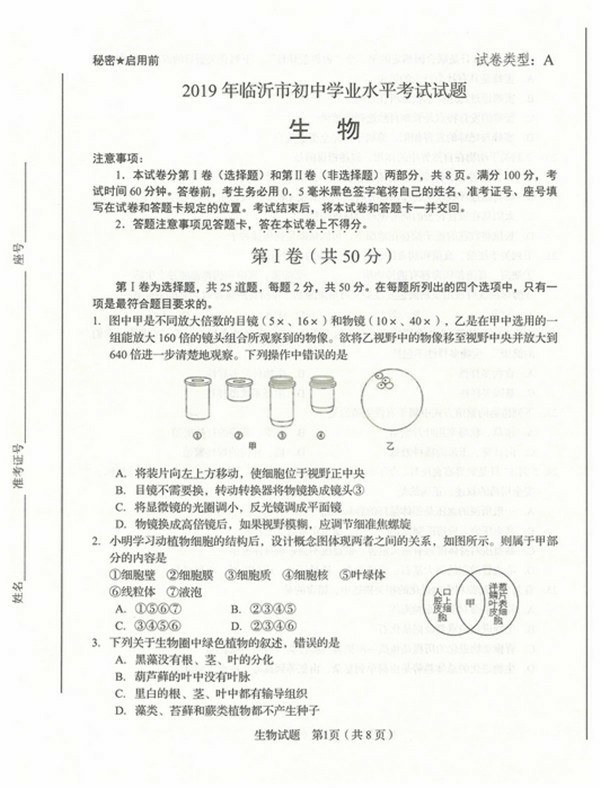 秘密★启用前
试卷类型：A
2019年临沂市初中学业水平考试试题
生 物
注意事项：
1．本试卷分第Ⅰ卷（选择题）和第Ⅱ卷（非选择题）两部分，共8页。满分100分，考
试时间60分钟。答卷前，考生务必用0．5毫米黑色签字笔将自己的姓名、准考证号、座号填
写在试卷和答题卡规定的位置。考试结束后，将本试卷和答题卡一并交回。
2．答题注意事项见答题卡，答在本试卷上不得分。
第Ⅰ卷（共50分）
第Ⅰ卷为选择题，共25道题，每题2分，共50分。在每题所列出的四个选项中，只有一
项是最符合题目要求的。
1．图中甲是不同放大倍数的目镜（5×、16×）和物镜（10×、40×），乙是在甲中选用的一
组能放大160倍的镜头组合所观察到的物像。欲将乙视野中的物像移至视野中央并放大到
640倍进一步清楚地观察。下列操作中错误的是
① ② ③ ④
甲
乙
A．将装片向左上方移动，使细胞位于视野正中央
B．目镜不需要换，转动转换器将物镜换成镜头③
C．将显微镜的光圈调小，反光镜调成平面镜
D．物镜换成高倍镜后，如果视野模糊，应调节细准焦螺旋
2．小明学习动植物细胞的结构后，设计概念图体现两者之间的关系，如图所示。则属于甲部
分的内容是
①细胞壁 ②细胞膜 ③细胞质 ④细胞核 ⑤叶绿体
⑥线粒体 ⑦液泡
A．①⑤⑥⑦ B．②③④⑤
C．③④⑤⑥ D．②③④⑥
人口腔上皮细胞
甲
洋葱鳞片叶表皮细胞
3．下列关于生物圈中绿色植物的叙述，错误的是
A．黑藻没有根、茎、叶的分化
B．葫芦藓的叶中没有叶脉
C．里白的根、茎、叶中都有输导组织
D．藻类、苔藓和蕨类植物都不产生种子
生物试题 第1页（共8页）
座号
准考证号
姓名